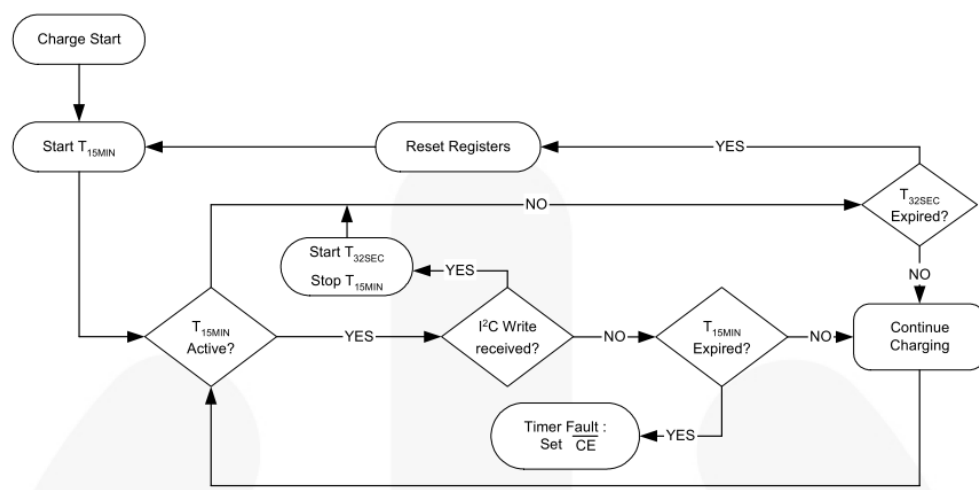 Charge Start
Start T15MIN
Reset Registers
YES
T32SEC
Expired?
NO
Start T32SEC
Stop T15MIN
YES
NO
T15MIN
Active?
YES
I²C Write
received?
NO
T15MIN
Expired?
NO
Continue
Charging
Timer Fault :
Set CE
YES